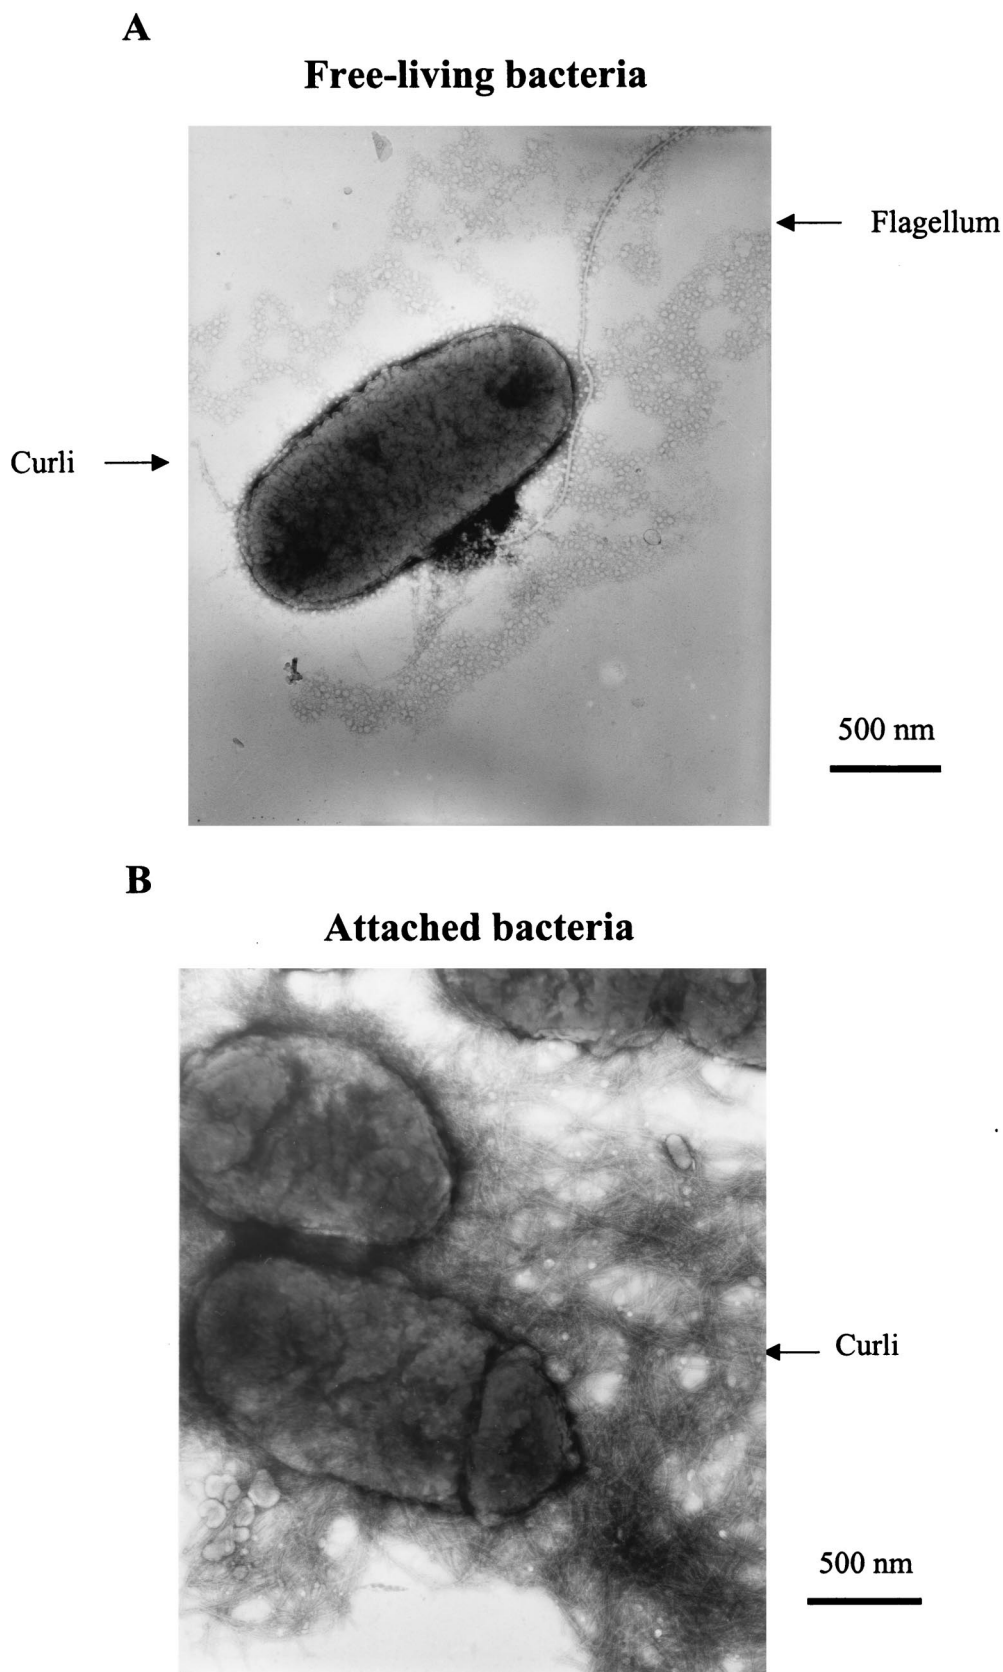 A
Free-living bacteria
Flagellum
Curli
500 nm
B
Attached bacteria
Curli
500 nm